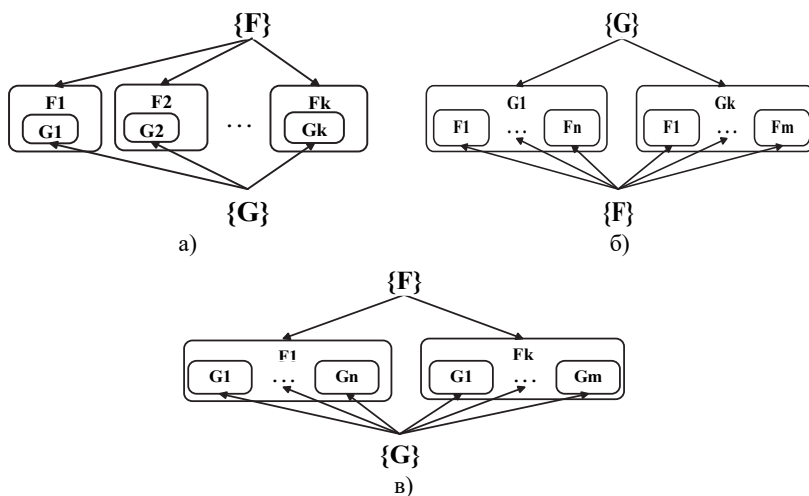 {F} {G}
F1 F2 Fk G1 Gk
G1 G2 ... Gk F1 ... Fn F1 ... Fm
{G} {F}
а) б)
{F}
F1 Fk
G1 ... Gn G1 ... Gm
{G}
в)